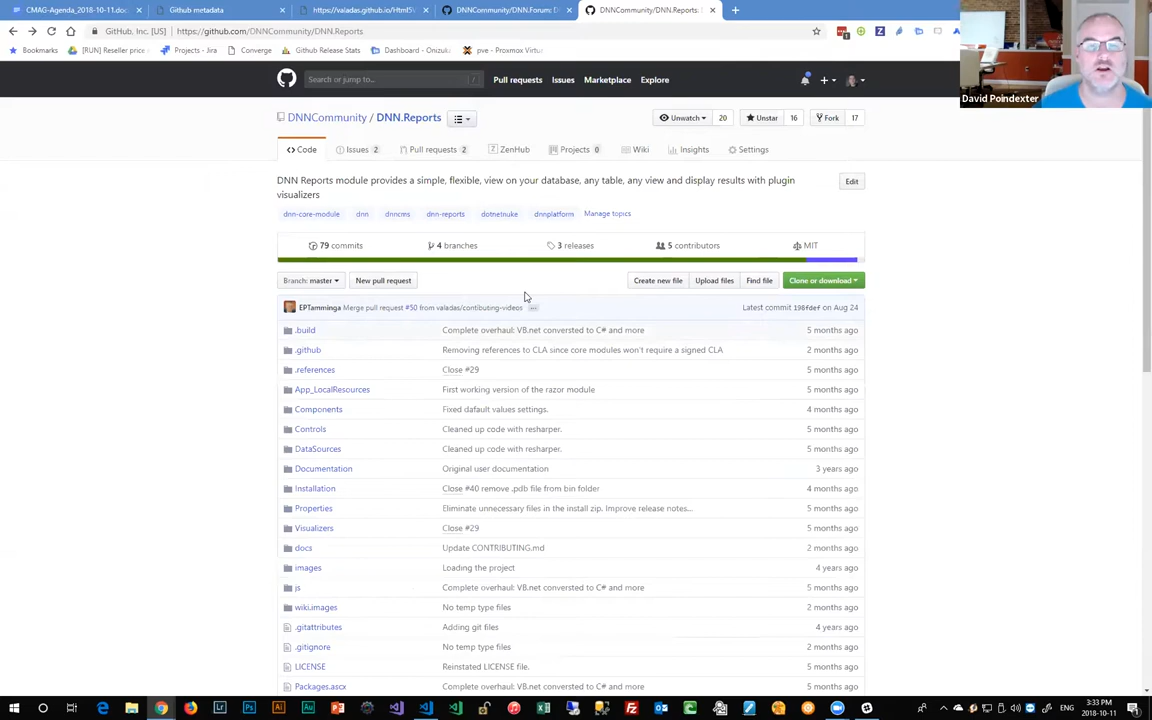 CMAG-Agenda_2018-10-11.doc
Github metadata
https://valadas.github.io/Html5V
DNNCommunity/DNN.Forum: D
DNNCommunity/DNN.Reports:
GitHub, Inc. [US] | https://github.com/DNNCommunity/DNN.Reports
Bookmarks
[RUN] Reseller price
Projects - Jira
Converge
Github Release Stats
Dashboard - Onizuka
pve - Proxmox Virtu
David Poindexter
Search or jump to...
Pull requests
Issues
Marketplace
Explore
DNNCommunity / DNN.Reports
Unwatch 20
Unstar 16
Fork 17
Code
Issues 2
Pull requests 2
ZenHub
Projects 0
Wiki
Insights
Settings
DNN Reports module provides a simple, flexible, view on your database, any table, any view and display results with plugin
visualizers
Edit
dnn-core-module dnn dnncms dnn-reports dotnetnuke dnnplatform Manage topics
79 commits
4 branches
3 releases
5 contributors
MIT
Branch: master
New pull request
Create new file
Upload files
Find file
Clone or download
EPTamminga Merge pull request #50 from valadas/contibuting-videos ...
Latest commit 198fdef on Aug 24
.build Complete overhaul: VB.net conversted to C# and more 5 months ago
.github Removing references to CLA since core modules won't require a signed CLA 2 months ago
.references Close #29 5 months ago
App_LocalResources First working version of the razor module 5 months ago
Components Fixed dafault values settings. 4 months ago
Controls Cleaned up code with resharper. 5 months ago
DataSources Cleaned up code with resharper. 5 months ago
Documentation Original user documentation 3 years ago
Installation Close #40 remove .pdb file from bin folder 4 months ago
Properties Eliminate unnecessary files in the install zip. Improve release notes... 5 months ago
Visualizers Close #29 5 months ago
docs Update CONTRIBUTING.md 2 months ago
images Loading the project 4 years ago
js Complete overhaul: VB.net conversted to C# and more 5 months ago
wiki.images No temp type files 2 months ago
.gitattributes Adding git files 4 years ago
.gitignore No temp type files 2 months ago
LICENSE Reinstated LICENSE file. 5 months ago
Packages.ascx Complete overhaul: VB.net conversted to C# and more 5 months ago
ENG
3:33 PM
2018-10-11